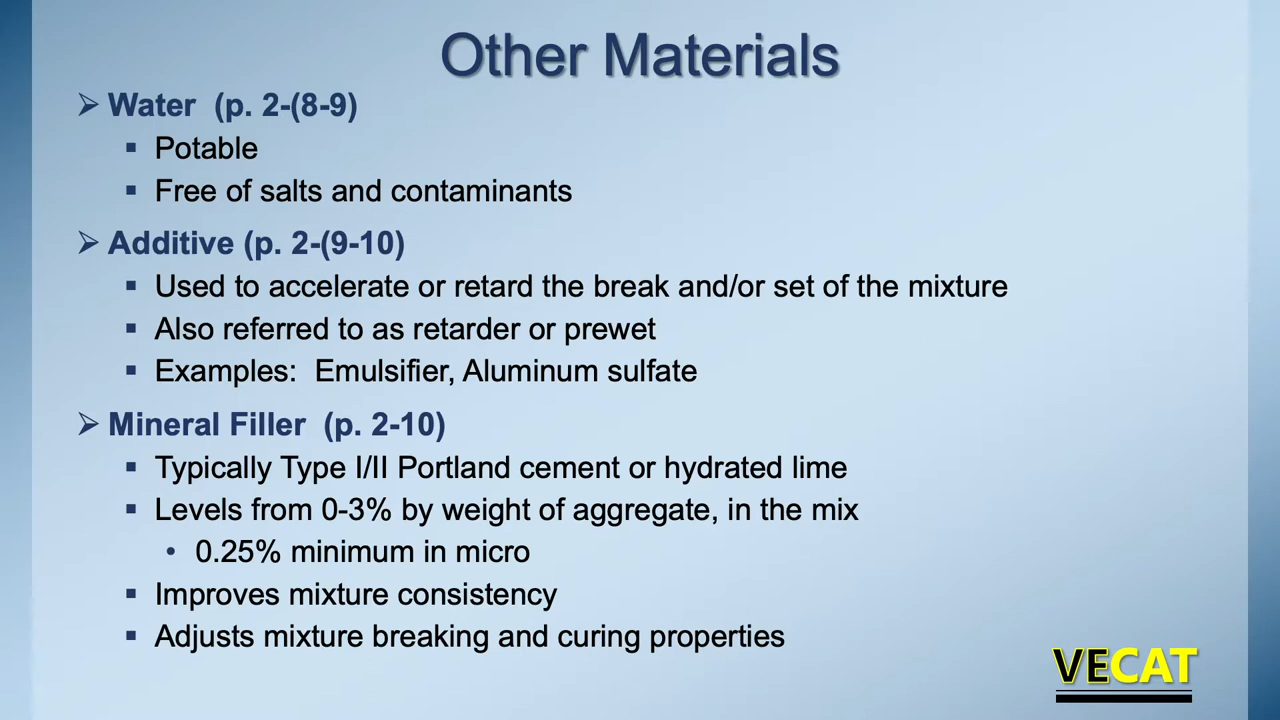 Other Materials
➢ Water  (p. 2-(8-9)
▪ Potable
▪ Free of salts and contaminants
➢ Additive (p. 2-(9-10)
▪ Used to accelerate or retard the break and/or set of the mixture
▪ Also referred to as retarder or prewet
▪ Examples:  Emulsifier, Aluminum sulfate
➢ Mineral Filler  (p. 2-10)
▪ Typically Type I/II Portland cement or hydrated lime
▪ Levels from 0-3% by weight of aggregate, in the mix
• 0.25% minimum in micro
▪ Improves mixture consistency
▪ Adjusts mixture breaking and curing properties
VECAT